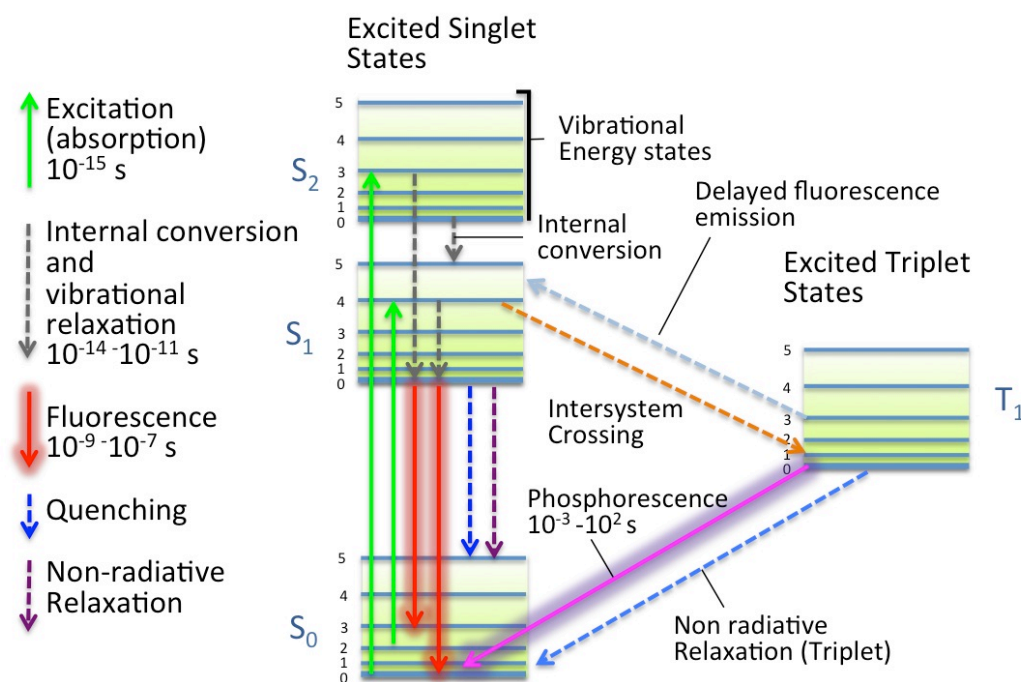 Excited Singlet
States
Excitation
(absorption)
10⁻¹⁵ s
Internal conversion
and
vibrational
relaxation
10⁻¹⁴ -10⁻¹¹ s
Fluorescence
10⁻⁹ -10⁻⁷ s
Quenching
Non-radiative
Relaxation
S₂
5
4
3
2
1
0
Vibrational
Energy states
Internal
conversion
S₁
5
4
3
2
1
0
Delayed fluorescence
emission
Excited Triplet
States
T₁
5
4
3
2
1
0
Intersystem
Crossing
Phosphorescence
10⁻³ -10² s
S₀
5
4
3
2
1
0
Non radiative
Relaxation (Triplet)